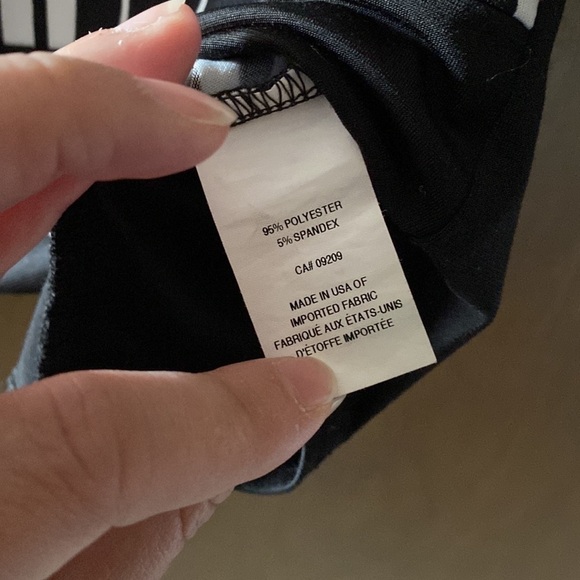 95% POLYESTER
5% SPANDEX
CA# 09209
MADE IN USA OF
IMPORTED FABRIC
FABRIQUÉ AUX ÉTATS-UNIS
D'ÉTOFFE IMPORTÉE